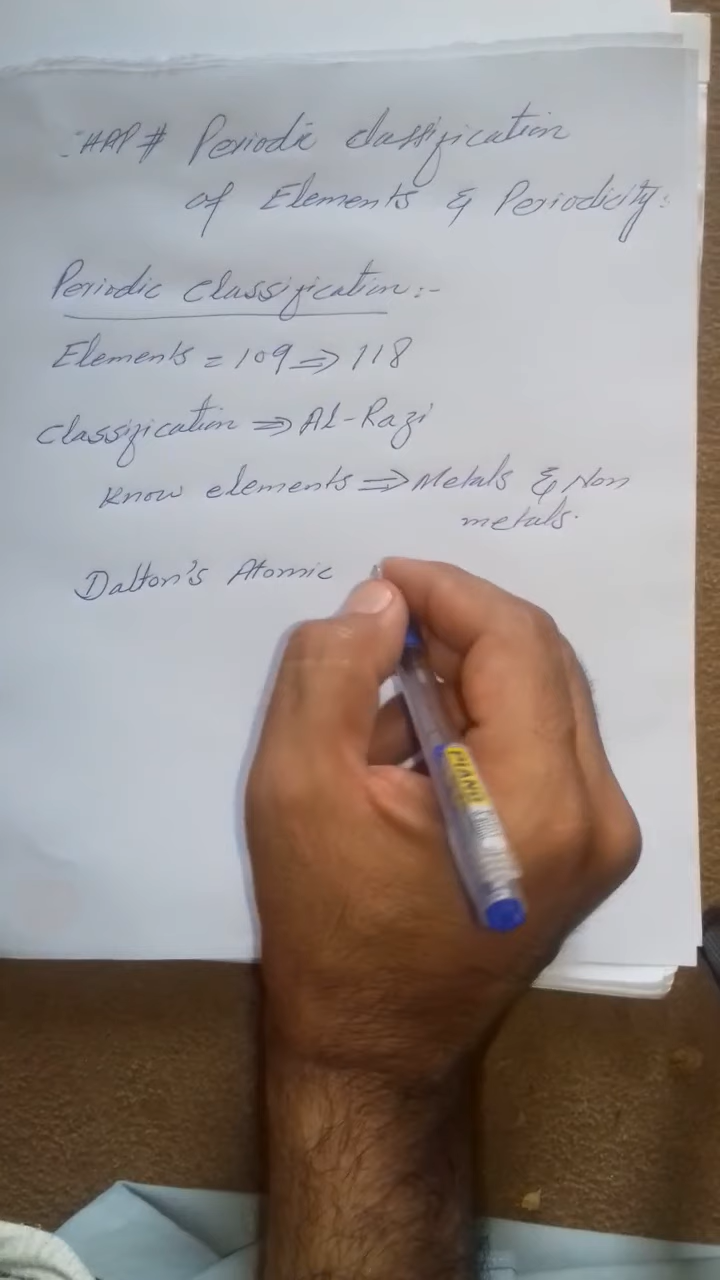 CHAP # Periodic classification
of Elements & Periodicity:
Periodic classification:-
Elements = 109 ⇒ 118
classification ⇒ AL-Razi
Know elements ⇒ Metals & Non
metals.
Dalton's Atomic
PIANO